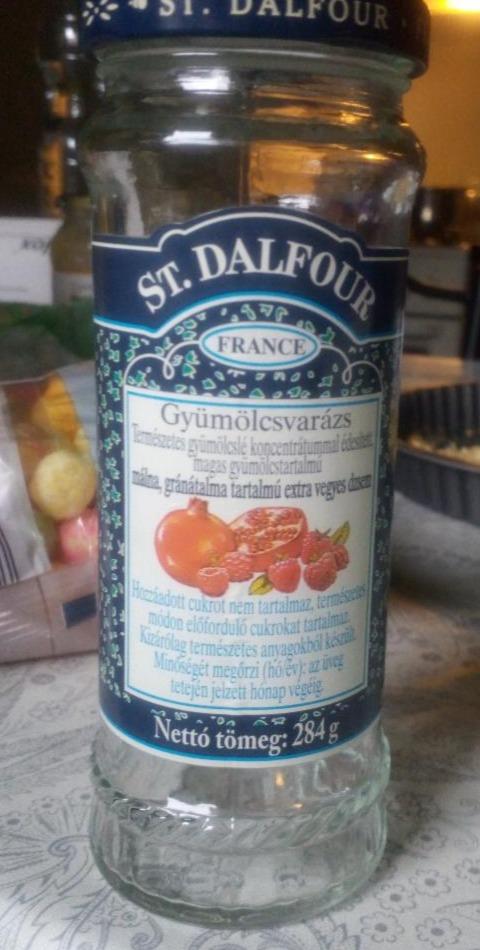 ST. DALFOUR
ST. DALFOUR
FRANCE
Gyümölcsvarázs
Természetes gyümölcslé koncentrátummal édesített,
magas gyümölcstartalmú
málna, gránátalma tartalmú extra vegyes dzsem
Hozzáadott cukrot nem tartalmaz, természetes
módon előforduló cukrokat tartalmaz.
Kizárólag természetes anyagokból készült.
Minőségét megőrzi (hó/év): az üveg
tetején jelzett hónap végéig.
Nettó tömeg: 284 g